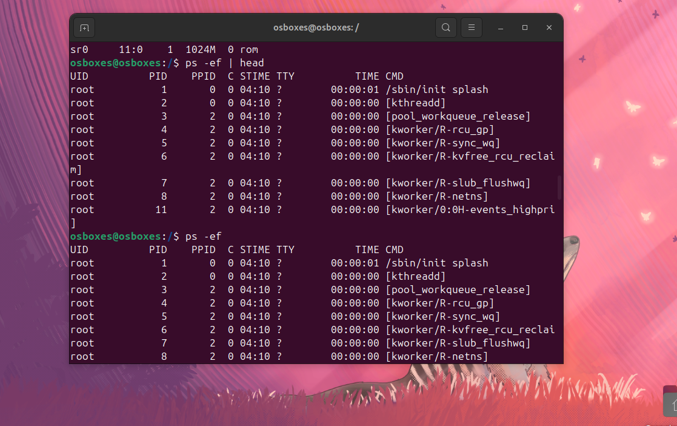 osboxes@osboxes: /
sr0 11:0 1 1024M 0 rom
osboxes@osboxes:/$ ps -ef | head
UID PID PPID C STIME TTY TIME CMD
root 1 0 0 04:10 ? 00:00:01 /sbin/init splash
root 2 0 0 04:10 ? 00:00:00 [kthreadd]
root 3 2 0 04:10 ? 00:00:00 [pool_workqueue_release]
root 4 2 0 04:10 ? 00:00:00 [kworker/R-rcu_gp]
root 5 2 0 04:10 ? 00:00:00 [kworker/R-sync_wq]
root 6 2 0 04:10 ? 00:00:00 [kworker/R-kvfree_rcu_reclai
m]
root 7 2 0 04:10 ? 00:00:00 [kworker/R-slub_flushwq]
root 8 2 0 04:10 ? 00:00:00 [kworker/R-netns]
root 11 2 0 04:10 ? 00:00:00 [kworker/0:0H-events_highpri
]
osboxes@osboxes:/$ ps -ef
UID PID PPID C STIME TTY TIME CMD
root 1 0 0 04:10 ? 00:00:01 /sbin/init splash
root 2 0 0 04:10 ? 00:00:00 [kthreadd]
root 3 2 0 04:10 ? 00:00:00 [pool_workqueue_release]
root 4 2 0 04:10 ? 00:00:00 [kworker/R-rcu_gp]
root 5 2 0 04:10 ? 00:00:00 [kworker/R-sync_wq]
root 6 2 0 04:10 ? 00:00:00 [kworker/R-kvfree_rcu_reclai
root 7 2 0 04:10 ? 00:00:00 [kworker/R-slub_flushwq]
root 8 2 0 04:10 ? 00:00:00 [kworker/R-netns]